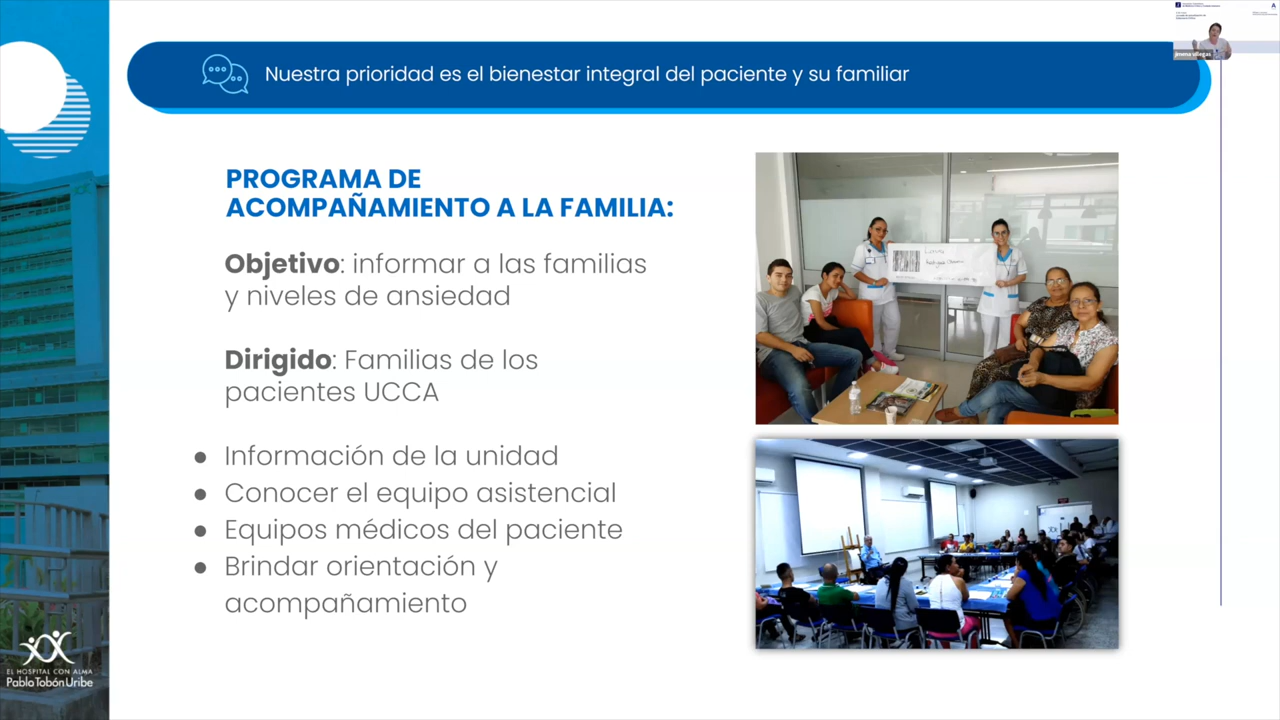 Nuestra prioridad es el bienestar integral del paciente y su familiar
PROGRAMA DE
ACOMPAÑAMIENTO A LA FAMILIA:
Objetivo: informar a las familias
y niveles de ansiedad
Dirigido: Familias de los
pacientes UCCA
● Información de la unidad
● Conocer el equipo asistencial
● Equipos médicos del paciente
● Brindar orientación y
acompañamiento
EL HOSPITAL CON ALMA
Pablo Tobón Uribe